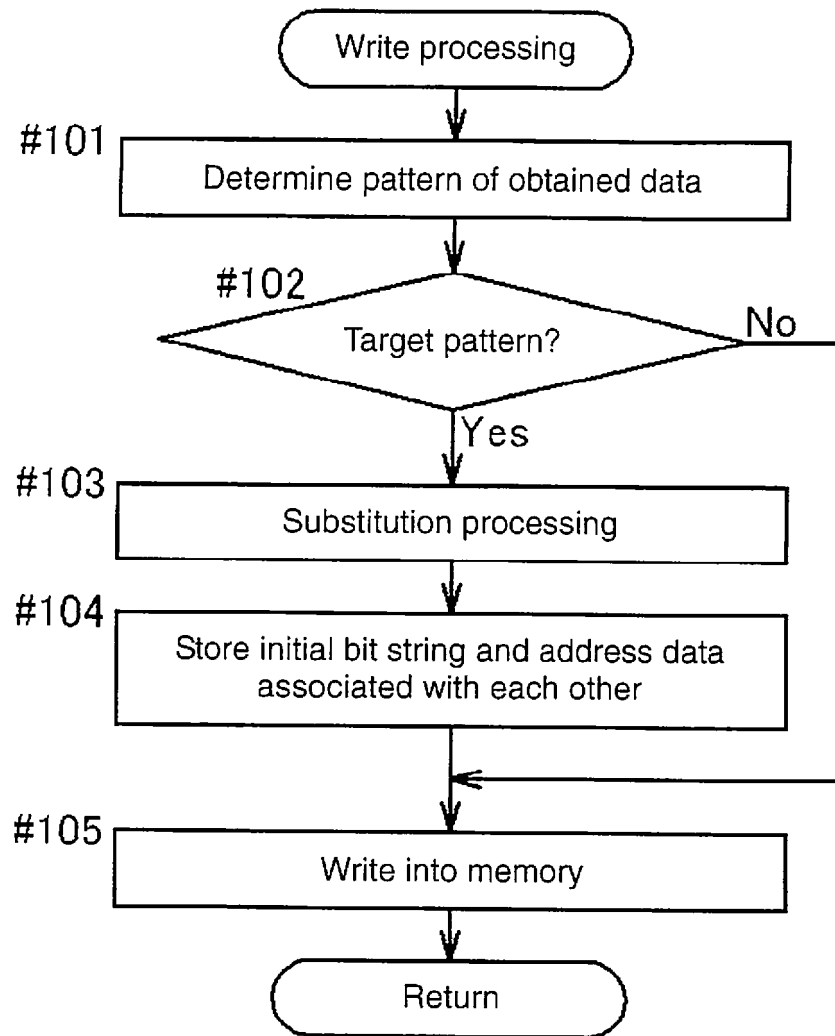 Write processing
#101
Determine pattern of obtained data
#102
Target pattern?
No
Yes
#103
Substitution processing
#104
Store initial bit string and address data
associated with each other
#105
Write into memory
Return